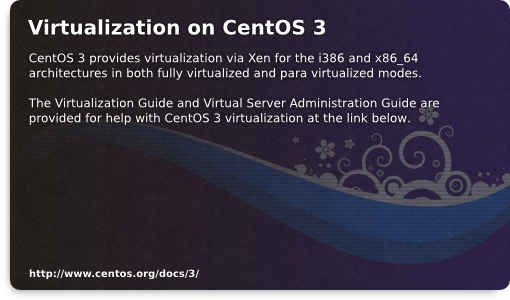 Virtualization on CentOS 3
CentOS 3 provides virtualization via Xen for the i386 and x86_64
architectures in both fully virtualized and para virtualized modes.
The Virtualization Guide and Virtual Server Administration Guide are
provided for help with CentOS 3 virtualization at the link below.
http://www.centos.org/docs/3/